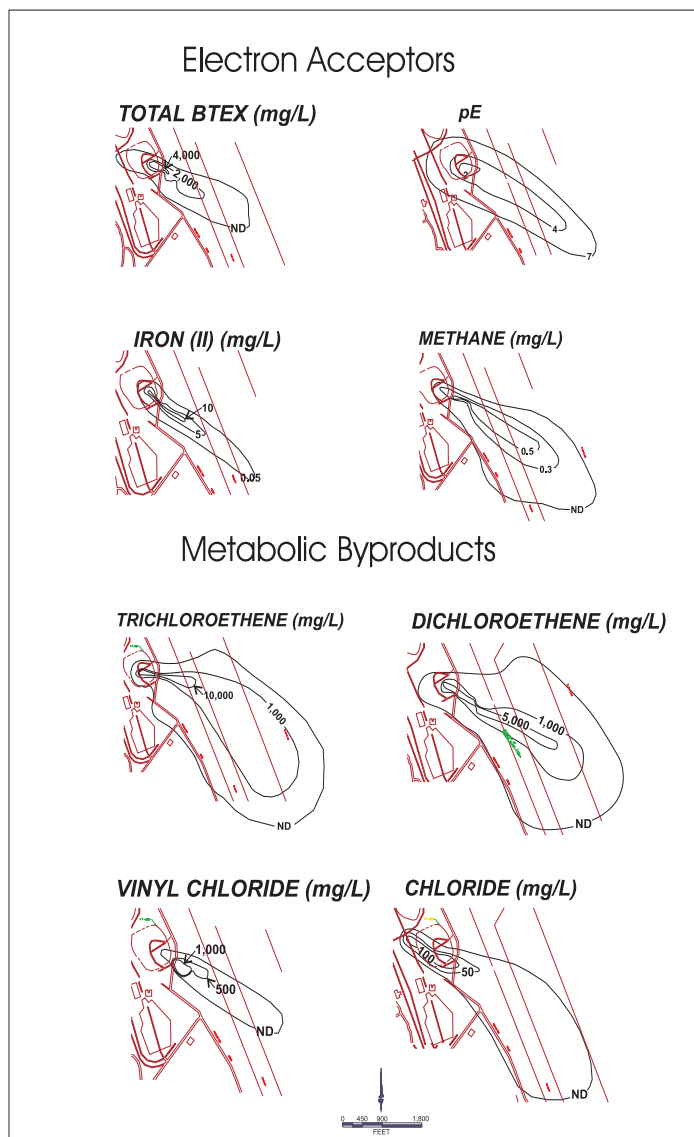 Electron Acceptors
TOTAL BTEX (mg/L)
4,000
2,000
ND
pE
4
7
IRON (II) (mg/L)
10
5
0.05
METHANE (mg/L)
0.5
0.3
ND
Metabolic Byproducts
TRICHLOROETHENE (mg/L)
10,000
1,000
ND
DICHLOROETHENE (mg/L)
5,000
1,000
ND
VINYL CHLORIDE (mg/L)
1,000
500
ND
CHLORIDE (mg/L)
100
50
ND
0 450 900 1,800
FEET